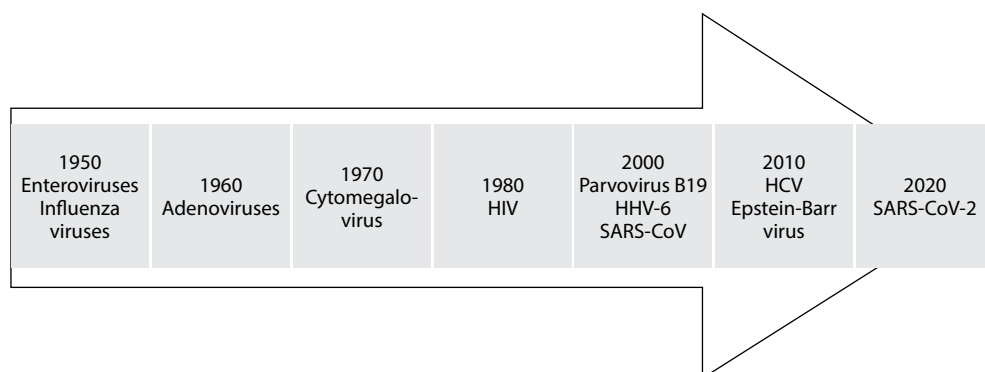 1950
Enteroviruses
Influenza
viruses
1960
Adenoviruses
1970
Cytomegalo-
virus
1980
HIV
2000
Parvovirus B19
HHV-6
SARS-CoV
2010
HCV
Epstein-Barr
virus
2020
SARS-CoV-2